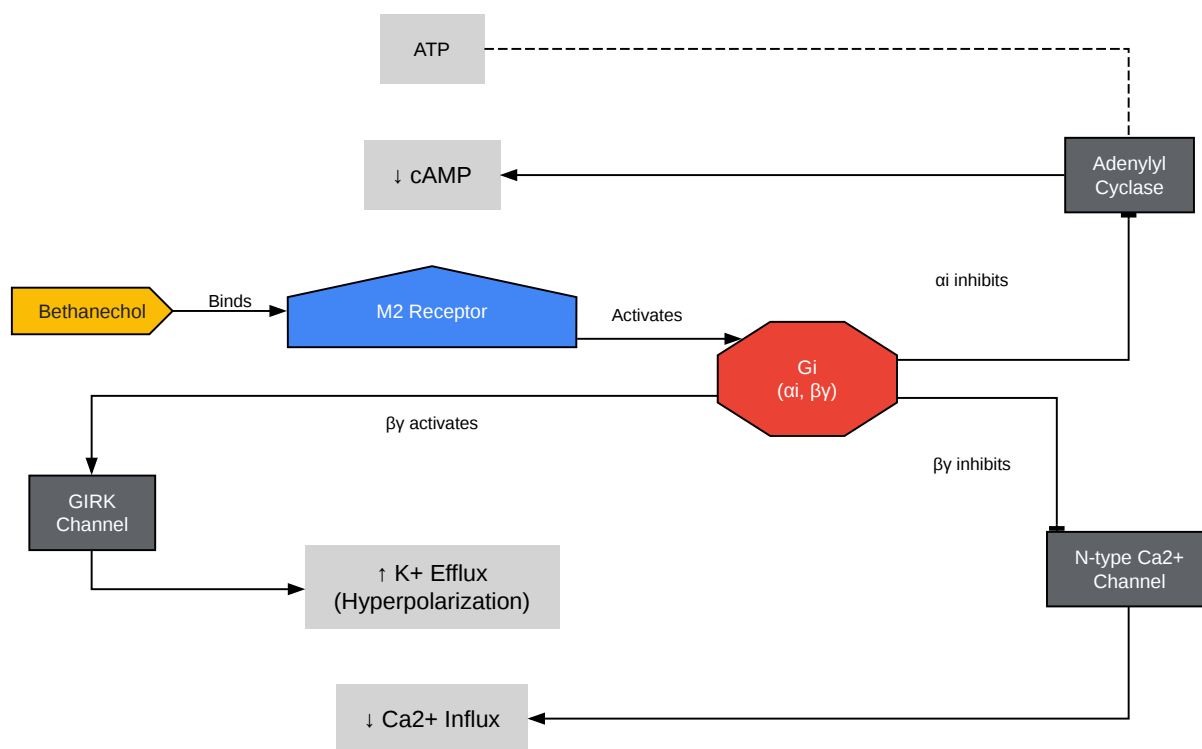 ATP
↓ cAMP
Adenylyl
Cyclase
αi inhibits
Bethanechol
Binds
M2 Receptor
Activates
Gi
(αi, βγ)
βγ activates
βγ inhibits
GIRK
Channel
↑ K+ Efflux
(Hyperpolarization)
N-type Ca2+
Channel
↓ Ca2+ Influx